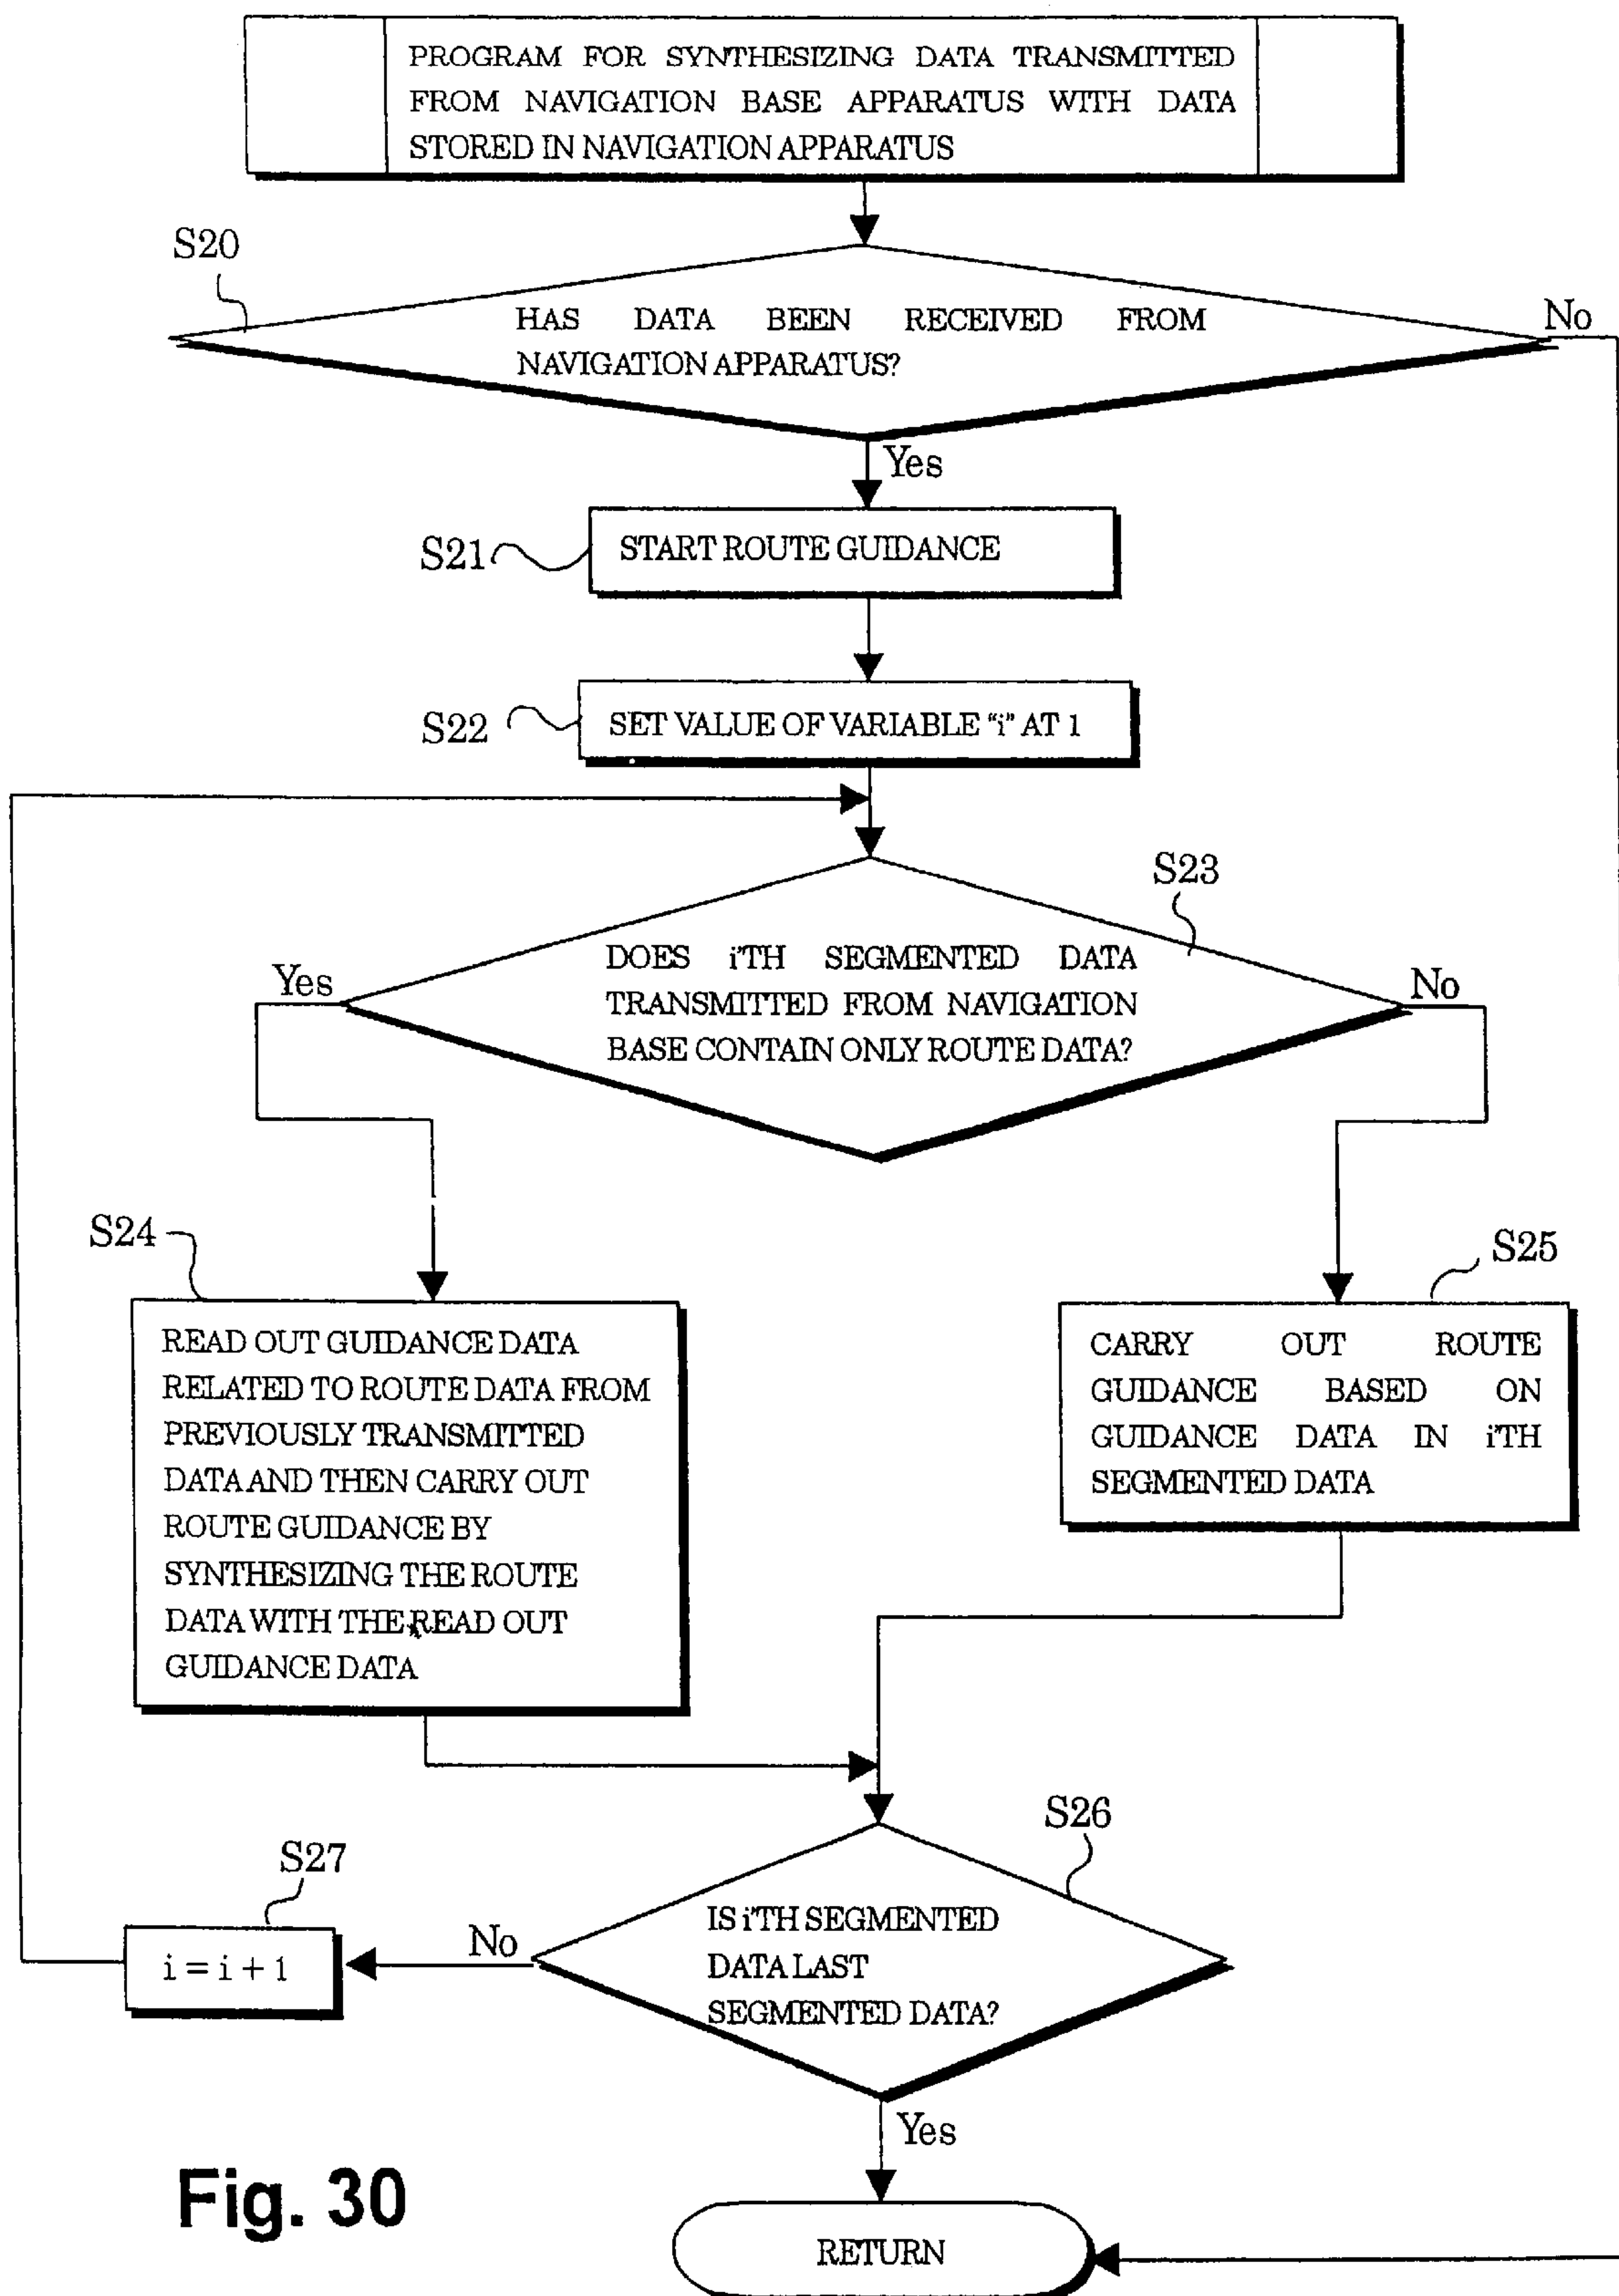 PROGRAM FOR SYNTHESIZING DATA TRANSMITTED
FROM NAVIGATION BASE APPARATUS WITH DATA
STORED IN NAVIGATION APPARATUS
S20
HAS DATA BEEN RECEIVED FROM
NAVIGATION APPARATUS?
No
Yes
S21
START ROUTE GUIDANCE
S22
SET VALUE OF VARIABLE "i" AT 1
S23
DOES i'TH SEGMENTED DATA
TRANSMITTED FROM NAVIGATION
BASE CONTAIN ONLY ROUTE DATA?
Yes
No
S24
READ OUT GUIDANCE DATA
RELATED TO ROUTE DATA FROM
PREVIOUSLY TRANSMITTED
DATA AND THEN CARRY OUT
ROUTE GUIDANCE BY
SYNTHESIZING THE ROUTE
DATA WITH THE READ OUT
GUIDANCE DATA
S25
CARRY OUT ROUTE
GUIDANCE BASED ON
GUIDANCE DATA IN i'TH
SEGMENTED DATA
S26
IS i'TH SEGMENTED
DATA LAST
SEGMENTED DATA?
S27
i = i + 1
No
Yes
RETURN
Fig. 30